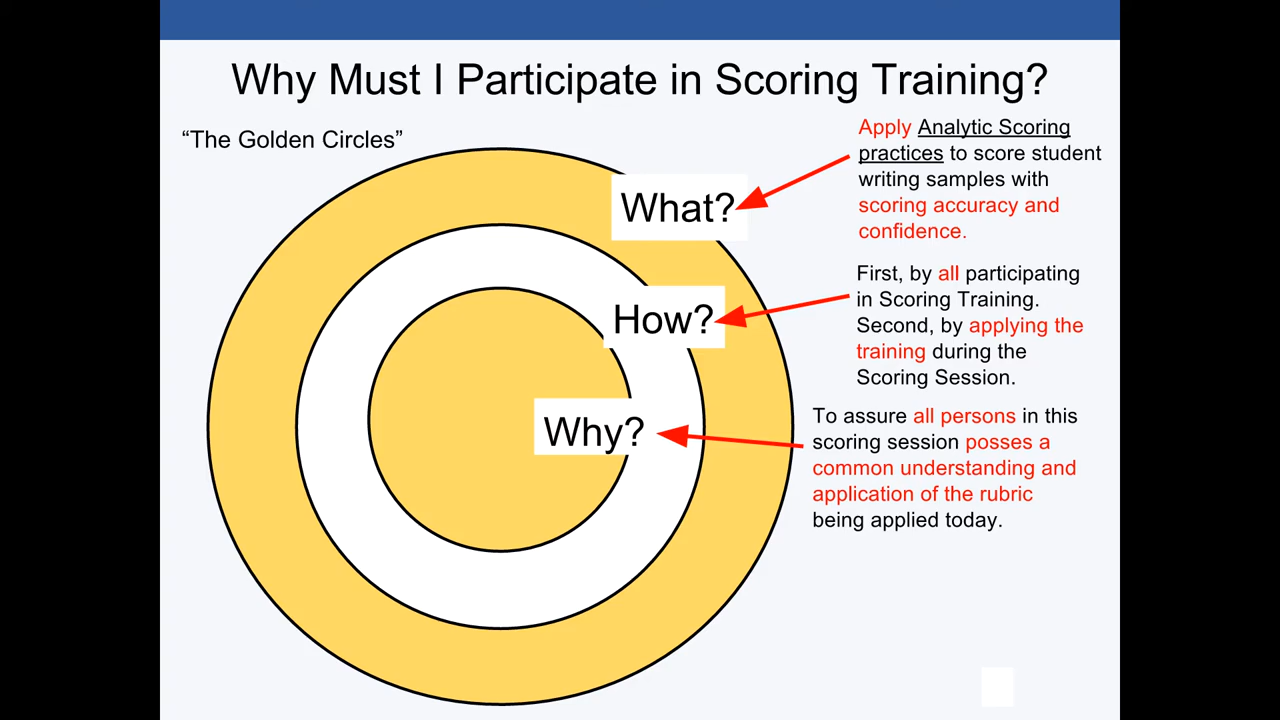 Why Must I Participate in Scoring Training?
“The Golden Circles”
What?
Apply Analytic Scoring
practices to score student
writing samples with
scoring accuracy and
confidence.
How?
First, by all participating
in Scoring Training.
Second, by applying the
training during the
Scoring Session.
Why?
To assure all persons in this
scoring session posses a
common understanding and
application of the rubric
being applied today.